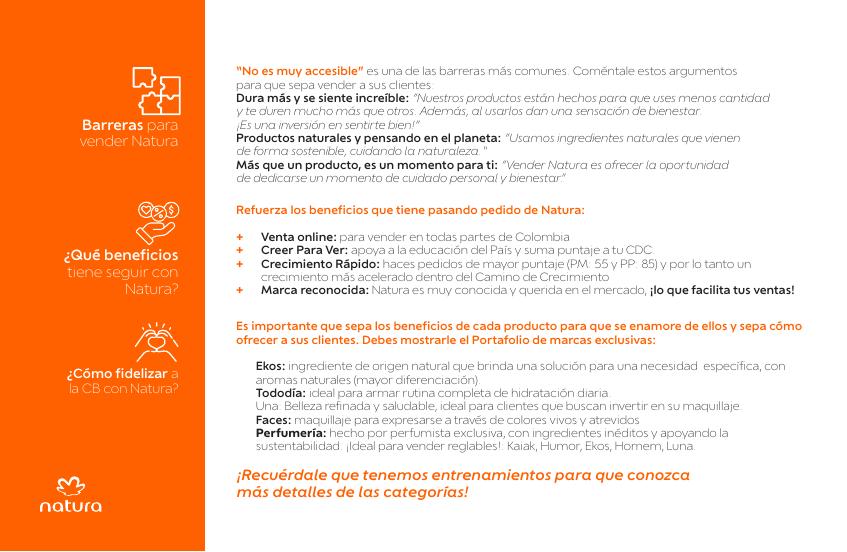 Barreras para
vender Natura
"No es muy accesible" es una de las barreras más comunes. Coméntale estos argumentos
para que sepa vender a sus clientes.
Dura más y se siente increíble: "Nuestros productos están hechos para que uses menos cantidad
y te duren mucho más que otros. Además, al usarlos dan una sensación de bienestar.
¡Es una inversión en sentirte bien!"
Productos naturales y pensando en el planeta: "Usamos ingredientes naturales que vienen
de forma sostenible, cuidando la naturaleza. "
Más que un producto, es un momento para ti: "Vender Natura es ofrecer la oportunidad
de dedicarse un momento de cuidado personal y bienestar."
¿Qué beneficios
tiene seguir con
Natura?
Refuerza los beneficios que tiene pasando pedido de Natura:
+ Venta online: para vender en todas partes de Colombia
+ Creer Para Ver: apoya a la educación del País y suma puntaje a tu CDC
+ Crecimiento Rápido: haces pedidos de mayor puntaje (PM: 55 y PP: 85) y por lo tanto un
crecimiento más acelerado dentro del Camino de Crecimiento
+ Marca reconocida: Natura es muy conocida y querida en el mercado, ¡lo que facilita tus ventas!
¿Cómo fidelizar a
la CB con Natura?
Es importante que sepa los beneficios de cada producto para que se enamore de ellos y sepa cómo
ofrecer a sus clientes. Debes mostrarle el Portafolio de marcas exclusivas:
Ekos: ingrediente de origen natural que brinda una solución para una necesidad específica, con
aromas naturales (mayor diferenciación).
Tododía: ideal para armar rutina completa de hidratación diaria.
Una: Belleza refinada y saludable, ideal para clientes que buscan invertir en su maquillaje.
Faces: maquillaje para expresarse a través de colores vivos y atrevidos
Perfumería: hecho por perfumista exclusiva, con ingredientes inéditos y apoyando la
sustentabilidad. ¡Ideal para vender reglables!: Kaiak, Humor, Ekos, Homem, Luna.
¡Recuérdale que tenemos entrenamientos para que conozca
más detalles de las categorías!
natura